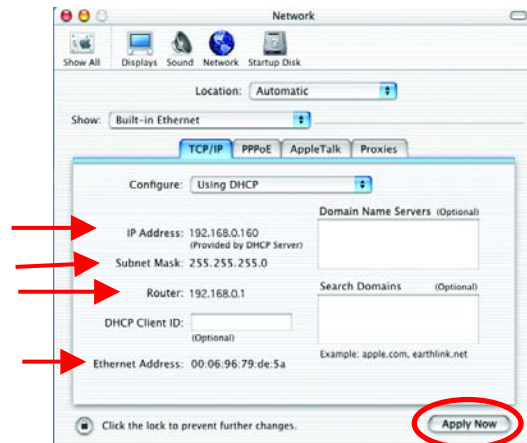 Network
Show All Displays Sound Network Startup Disk
Location: Automatic
Show: Built-in Ethernet
TCP/IP PPPoE AppleTalk Proxies
Configure: Using DHCP
Domain Name Servers (Optional)
IP Address: 192.168.0.160
(Provided by DHCP Server)
Subnet Mask: 255.255.255.0
Router: 192.168.0.1
Search Domains (Optional)
DHCP Client ID:
(Optional)
Example: apple.com, earthlink.net
Ethernet Address: 00:06:96:79:de:5a
Click the lock to prevent further changes.
Apply Now